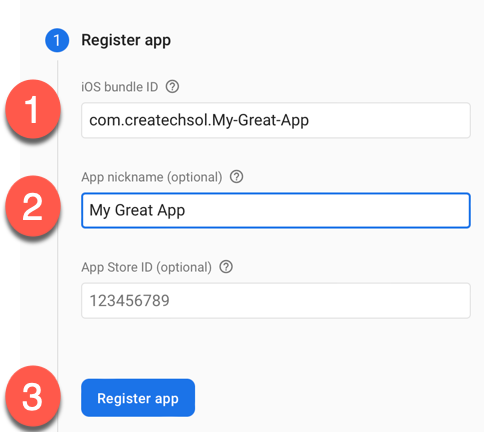 1 Register app
iOS bundle ID ?
1
com.createchsol.My-Great-App
App nickname (optional) ?
2
My Great App
App Store ID (optional) ?
123456789
3
Register app